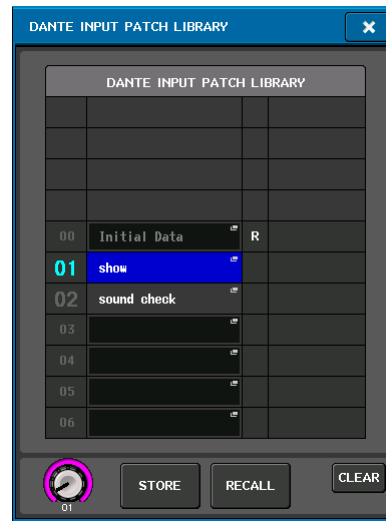 DANTE INPUT PATCH LIBRARY
DANTE INPUT PATCH LIBRARY
00 Initial Data R
01 show
02 sound check
03
04
05
06
01 STORE RECALL CLEAR